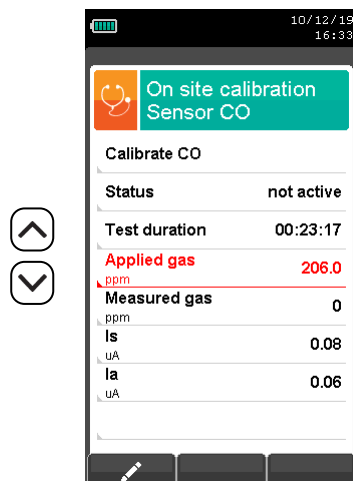 10/12/19
16:33
On site calibration
Sensor CO
Calibrate CO
Status not active
Test duration 00:23:17
Applied gas 206.0
ppm
Measured gas 0
ppm
Is 0.08
uA
Ia 0.06
uA